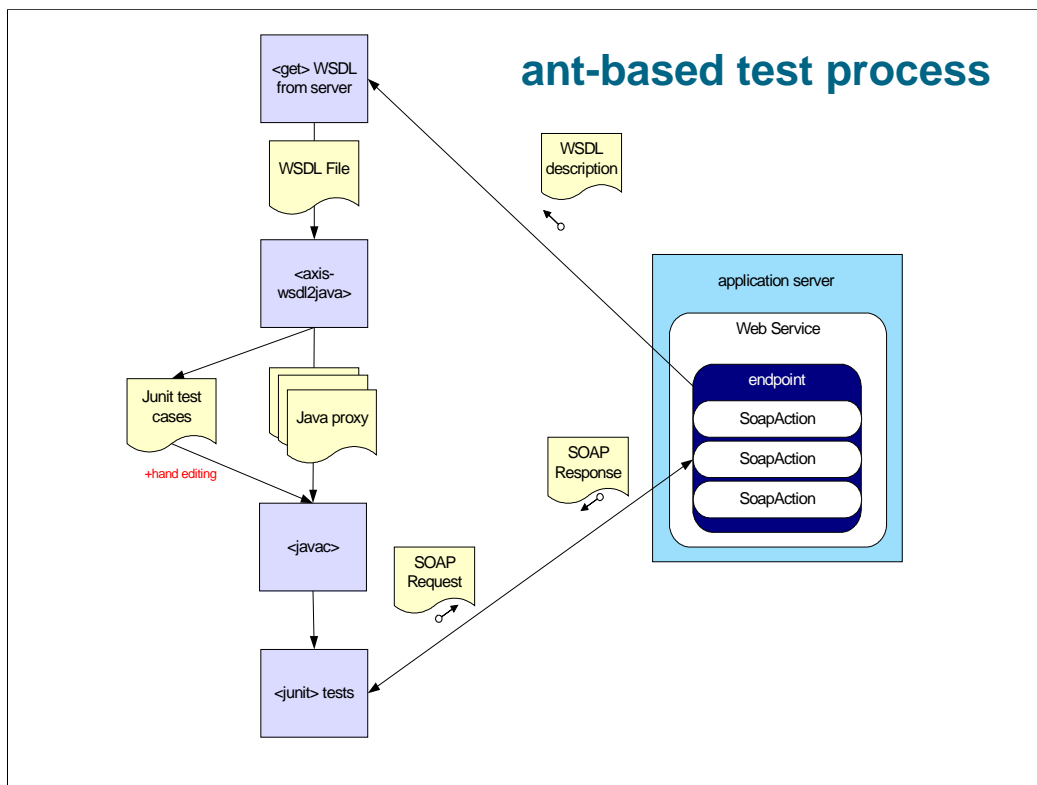 ant-based test process
<get> WSDL
from server
WSDL File
WSDL
description
<axis-
wsdl2java>
application server
Web Service
endpoint
SoapAction
SoapAction
SoapAction
Junit test
cases
Java proxy
+hand editing
SOAP
Response
<javac>
SOAP
Request
<junit> tests